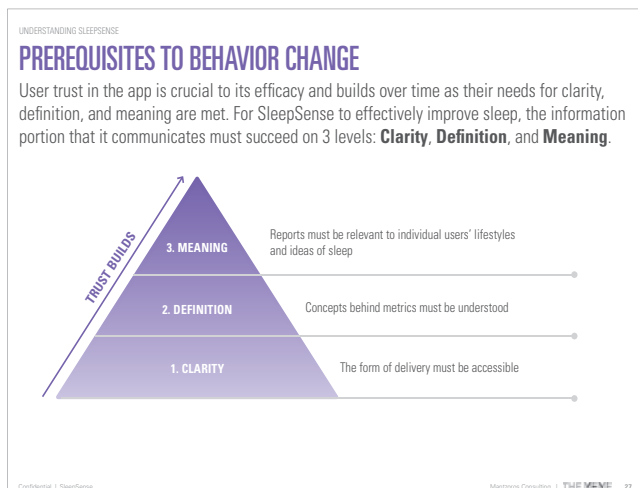 UNDERSTANDING SLEEPSENSE
PREREQUISITES TO BEHAVIOR CHANGE
User trust in the app is crucial to its efficacy and builds over time as their needs for clarity,
definition, and meaning are met. For SleepSense to effectively improve sleep, the information
portion that it communicates must succeed on 3 levels: Clarity, Definition, and Meaning.
TRUST BUILDS
3. MEANING
Reports must be relevant to individual users' lifestyles
and ideas of sleep
2. DEFINITION
Concepts behind metrics must be understood
1. CLARITY
The form of delivery must be accessible
Confidential | SleepSense
Consulting | THE MEME 27